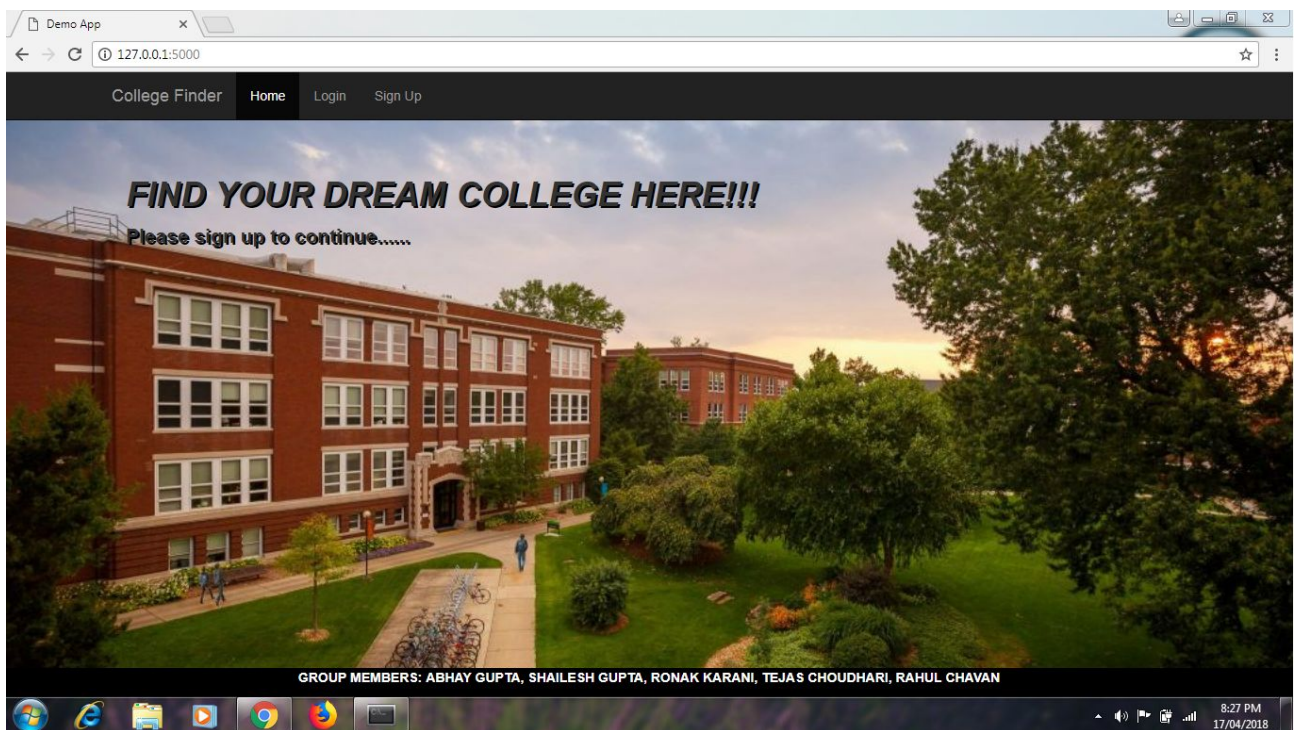 Demo App
127.0.0.1:5000
College Finder Home Login Sign Up
FIND YOUR DREAM COLLEGE HERE!!!
Please sign up to continue......
GROUP MEMBERS: ABHAY GUPTA, SHAILESH GUPTA, RONAK KARANI, TEJAS CHOUDHARI, RAHUL CHAVAN
8:27 PM
17/04/2018